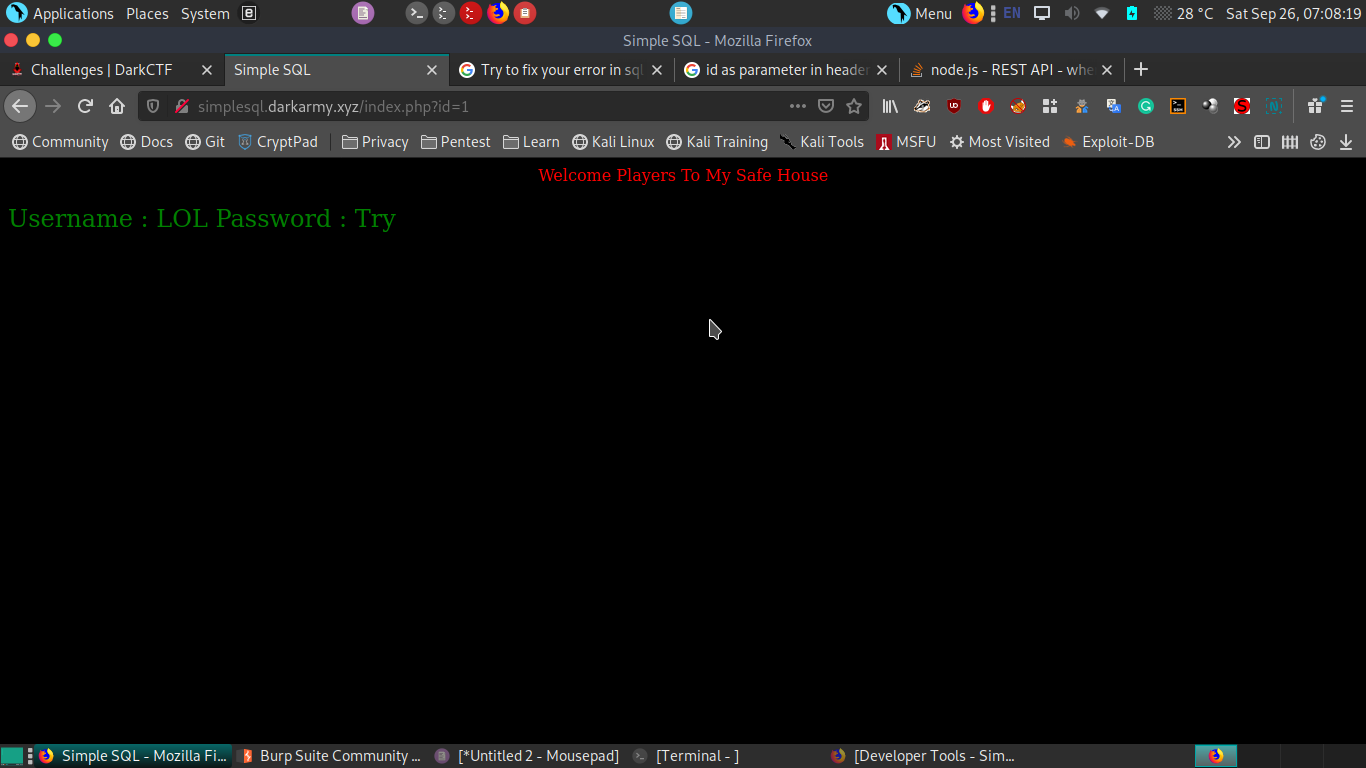 Applications Places System Menu EN 28 °C Sat Sep 26, 07:08:19
Simple SQL - Mozilla Firefox
Challenges | DarkCTF Simple SQL Try to fix your error in sql id as parameter in header node.js - REST API - whe
simplesql.darkarmy.xyz/index.php?id=1
Community Docs Git CryptPad Privacy Pentest Learn Kali Linux Kali Training Kali Tools MSFU Most Visited Exploit-DB
Welcome Players To My Safe House
Username : LOL Password : Try
Simple SQL - Mozilla Fi... Burp Suite Community ... [*Untitled 2 - Mousepad] [Terminal - ] [Developer Tools - Sim...